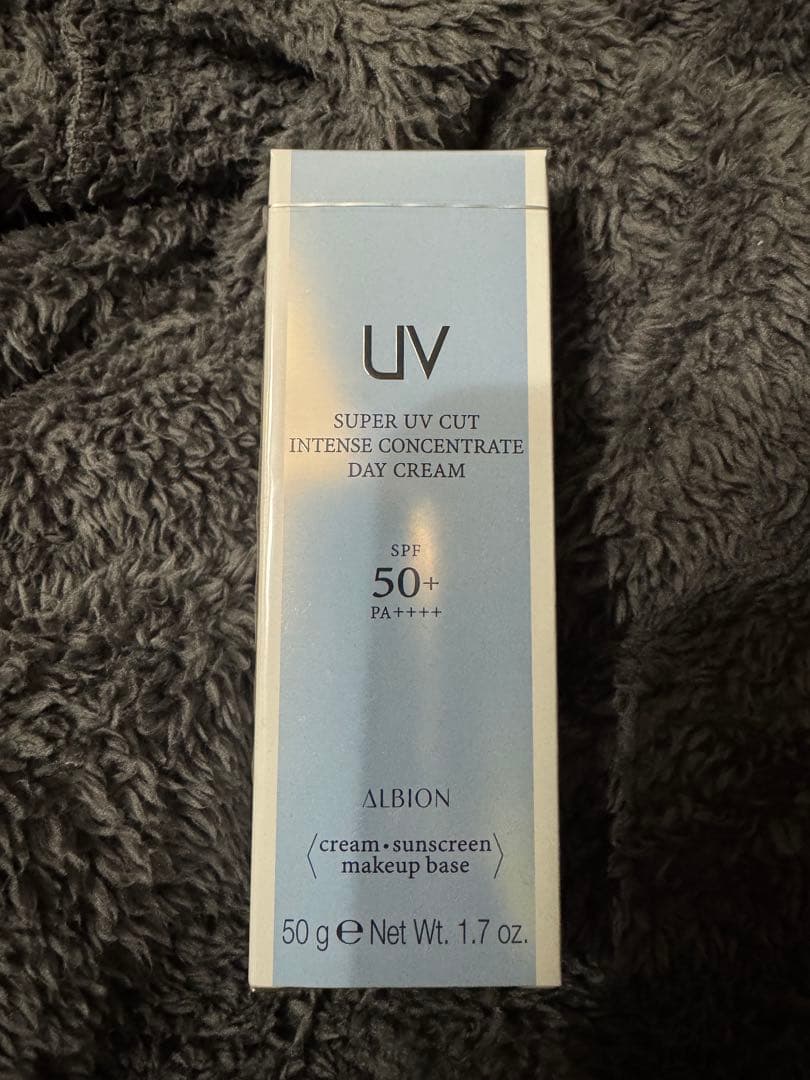 UV
SUPER UV CUT
INTENSE CONCENTRATE
DAY CREAM
SPF
50+
PA++++
ALBION
〈cream・sunscreen
makeup base〉
50 g ℮ Net Wt. 1.7 oz.